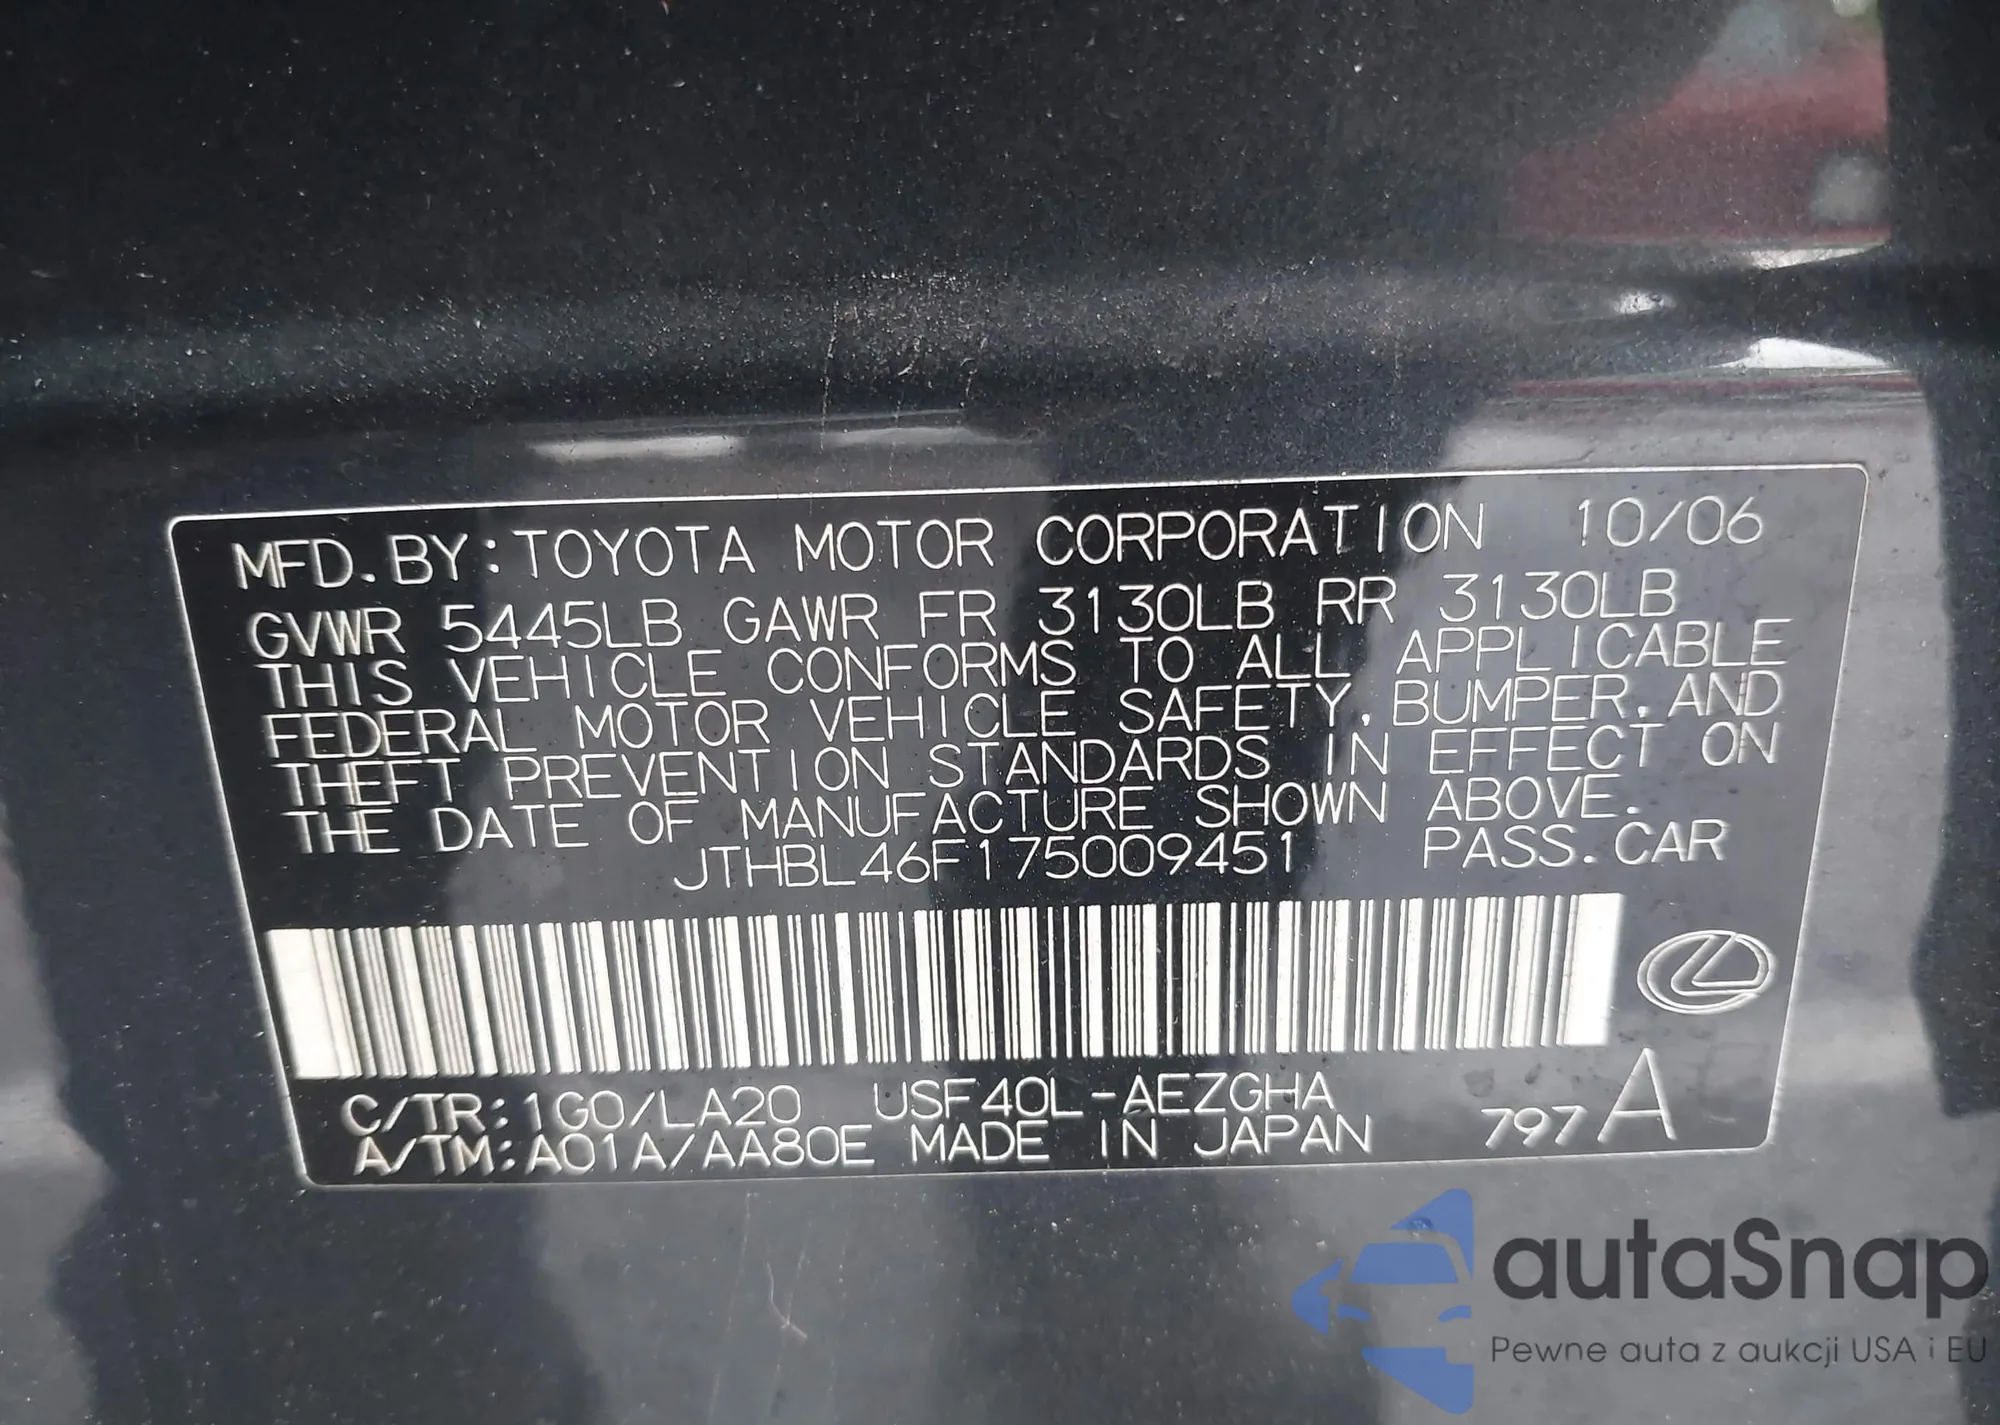 MFD. BY: TOYOTA MOTOR CORPORATION 10/06
GVWR 5445LB GAWR FR 3130LB RR 3130LB
THIS VEHICLE CONFORMS TO ALL APPLICABLE
FEDERAL MOTOR VEHICLE SAFETY, BUMPER, AND
THEFT PREVENTION STANDARDS IN EFFECT ON
THE DATE OF MANUFACTURE SHOWN ABOVE.
JTHBL46F175009451 PASS. CAR
C/TR: 1G0/LA20 USF40L-AEZGHA
A/TM: A01A/AA80E MADE IN JAPAN 797 A
autaSnap
Pewne auta z aukcji USA i EU